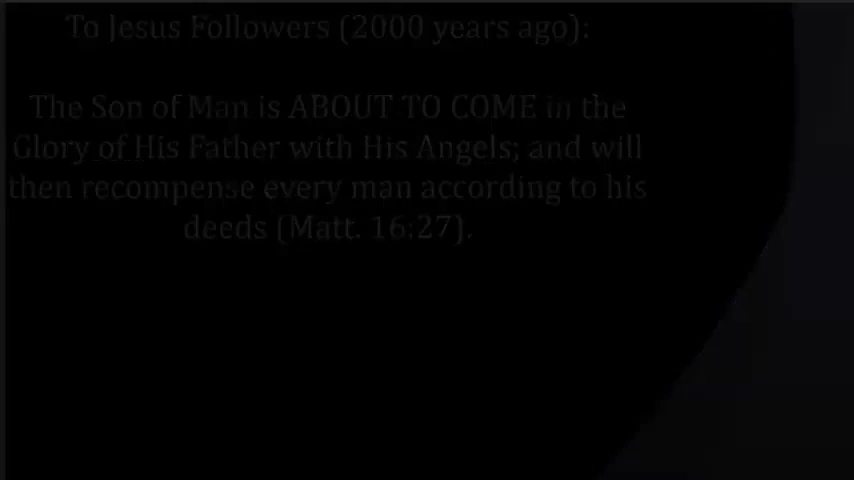 To Jesus Followers (2000 years ago):
The Son of Man is ABOUT TO COME in the
Glory of His Father with His Angels; and will
then recompense every man according to his
deeds (Matt. 16:27).